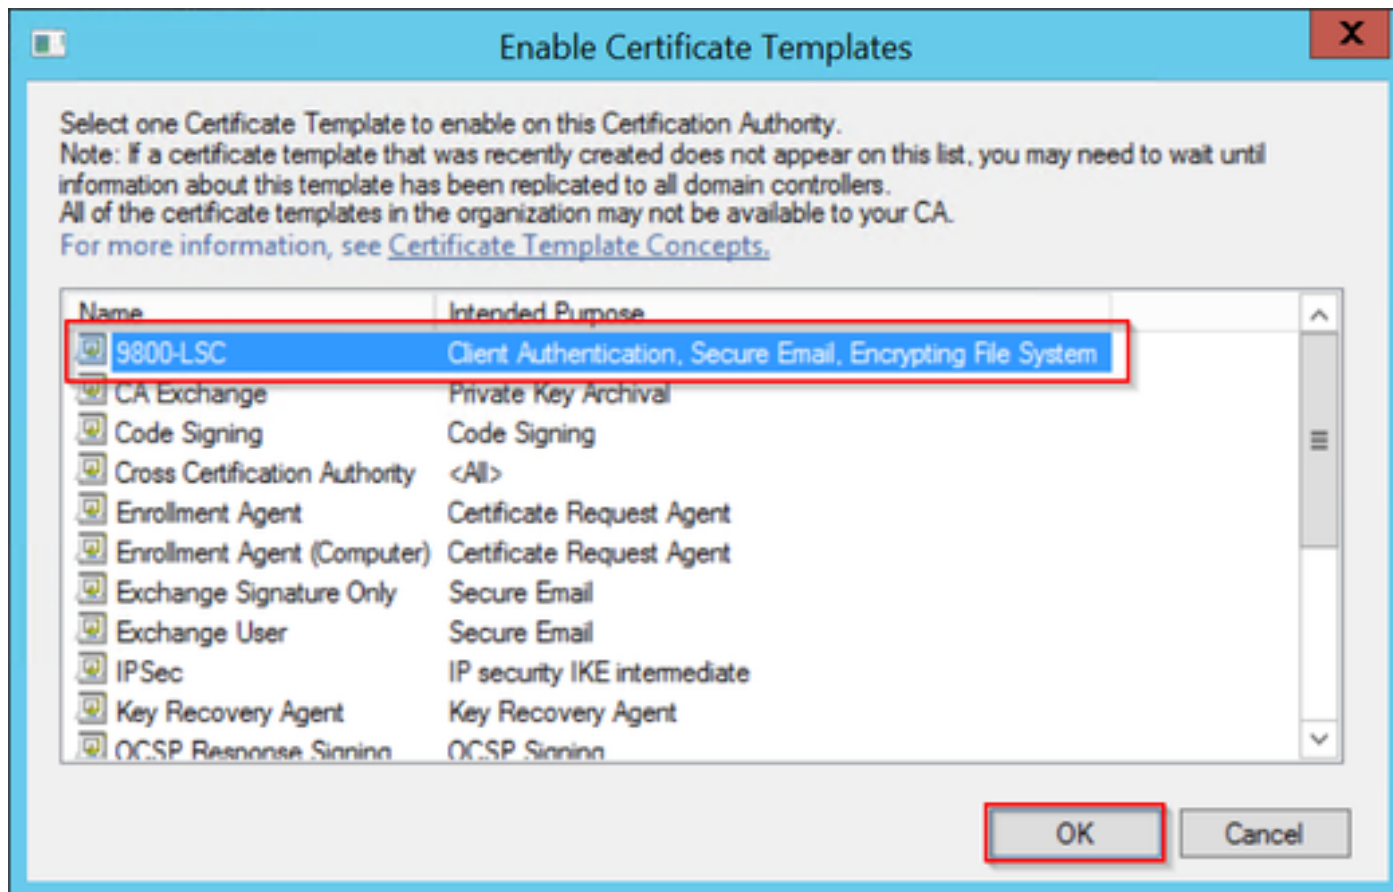 Enable Certificate Templates
X
Select one Certificate Template to enable on this Certification Authority.
Note: If a certificate template that was recently created does not appear on this list, you may need to wait until
information about this template has been replicated to all domain controllers.
All of the certificate templates in the organization may not be available to your CA.
For more information, see Certificate Template Concepts.
Name Intended Purpose
9800-LSC Client Authentication, Secure Email, Encrypting File System
CA Exchange Private Key Archival
Code Signing Code Signing
Cross Certification Authority <All>
Enrollment Agent Certificate Request Agent
Enrollment Agent (Computer) Certificate Request Agent
Exchange Signature Only Secure Email
Exchange User Secure Email
IPSec IP security IKE intermediate
Key Recovery Agent Key Recovery Agent
OCSP Response Signing OCSP Signing
OK Cancel